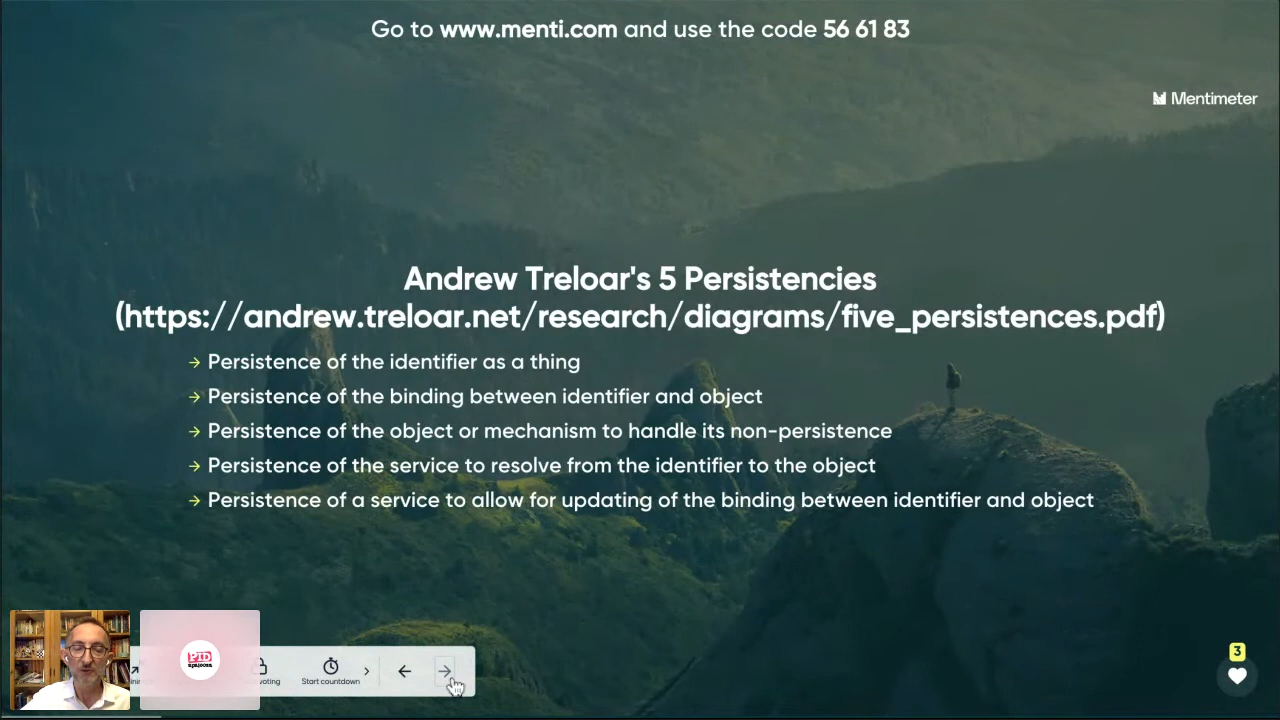 Go to www.menti.com and use the code 56 61 83
Mentimeter
Andrew Treloar's 5 Persistencies
(https://andrew.treloar.net/research/diagrams/five_persistences.pdf)
→ Persistence of the identifier as a thing
→ Persistence of the binding between identifier and object
→ Persistence of the object or mechanism to handle its non-persistence
→ Persistence of the service to resolve from the identifier to the object
→ Persistence of a service to allow for updating of the binding between identifier and object
3
PID
apalooza
oting
Start countdown